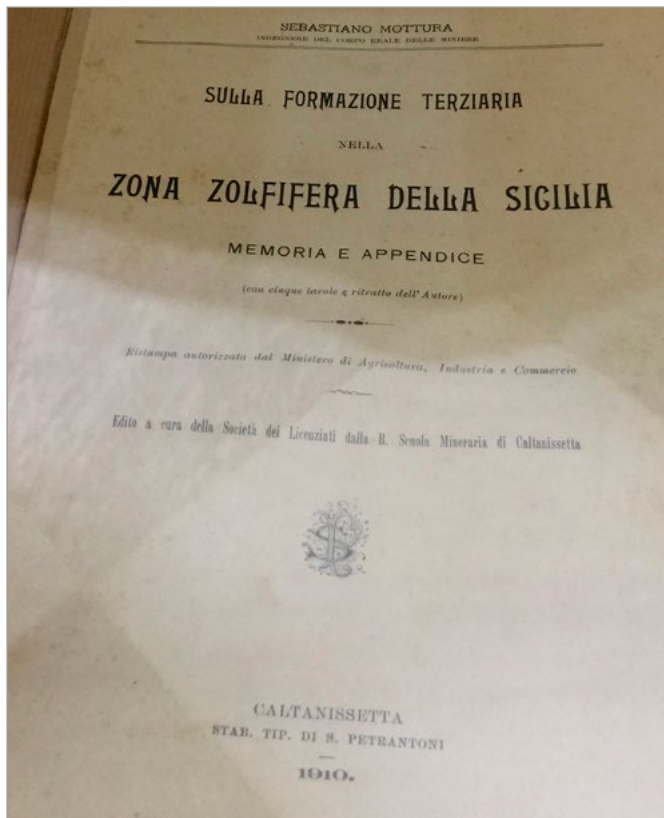 SEBASTIANO MOTTURA
INGEGNERE DEL CORPO REALE DELLE MINIERE
SULLA FORMAZIONE TERZIARIA
NELLA
ZONA ZOLFIFERA DELLA SICILIA
MEMORIA E APPENDICE
(con cinque tavole e ritratto dell'Autore)
Ristampa autorizzata dal Ministero di Agricoltura, Industria e Commercio
Edito a cura della Società dei Licenziati dalla R. Scuola Mineraria di Caltanissetta
CALTANISSETTA
STAB. TIP. DI S. PETRANTONI
1910.